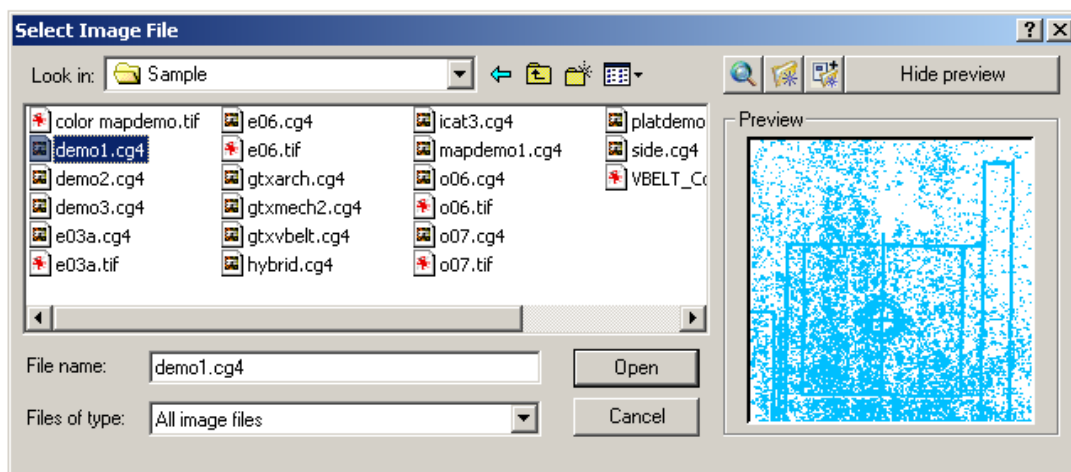 Select Image File
Look in: Sample
Hide preview
color mapdemo.tif e06.cg4 icat3.cg4 platdemo
demo1.cg4 e06.tif mapdemo1.cg4 side.cg4
demo2.cg4 gtxarch.cg4 o06.cg4 VBELT_Co
demo3.cg4 gtxmech2.cg4 o06.tif
e03a.cg4 gtxvbelt.cg4 o07.cg4
e03a.tif hybrid.cg4 o07.tif
Preview
File name: demo1.cg4 Open
Files of type: All image files Cancel